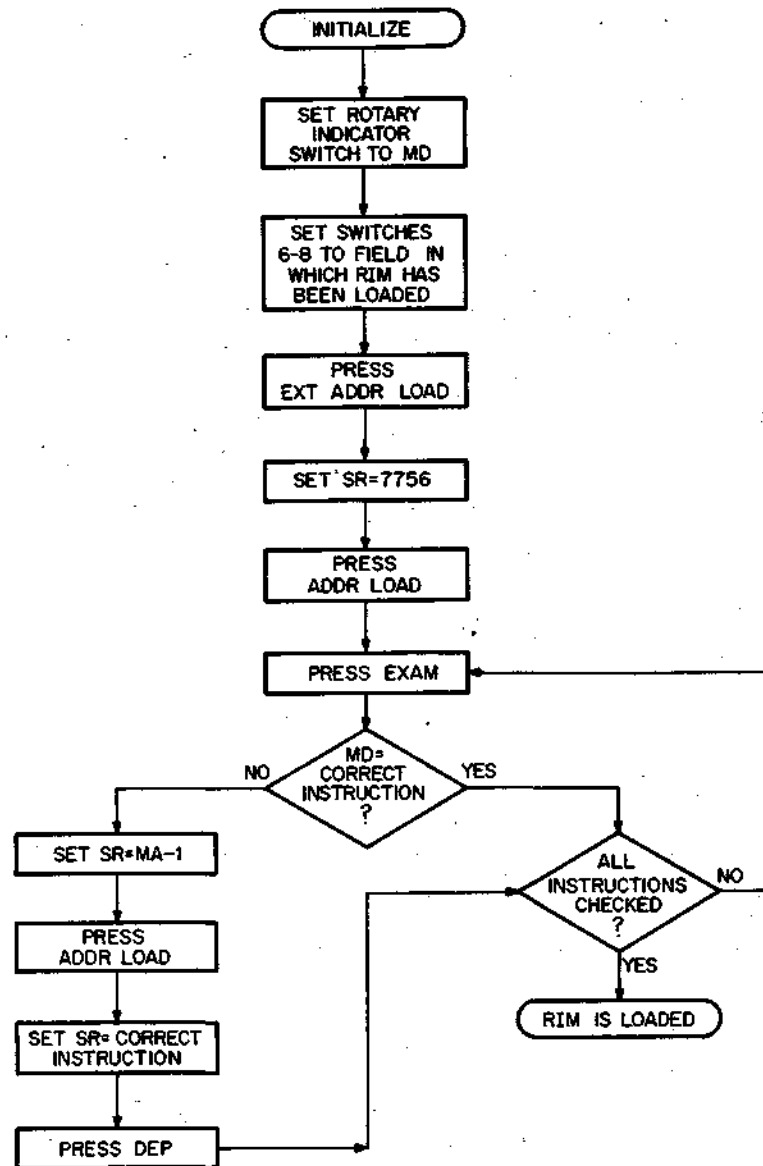 INITIALIZE
SET ROTARY
INDICATOR
SWITCH TO MD
SET SWITCHES
6-8 TO FIELD IN
WHICH RIM HAS
BEEN LOADED
PRESS
EXT ADDR LOAD
SET SR=7756
PRESS
ADDR LOAD
PRESS EXAM
MD=
CORRECT
INSTRUCTION
?
NO
YES
SET SR=MA-1
PRESS
ADDR LOAD
SET SR=CORRECT
INSTRUCTION
PRESS DEP
ALL
INSTRUCTIONS
CHECKED
?
NO
YES
RIM IS LOADED